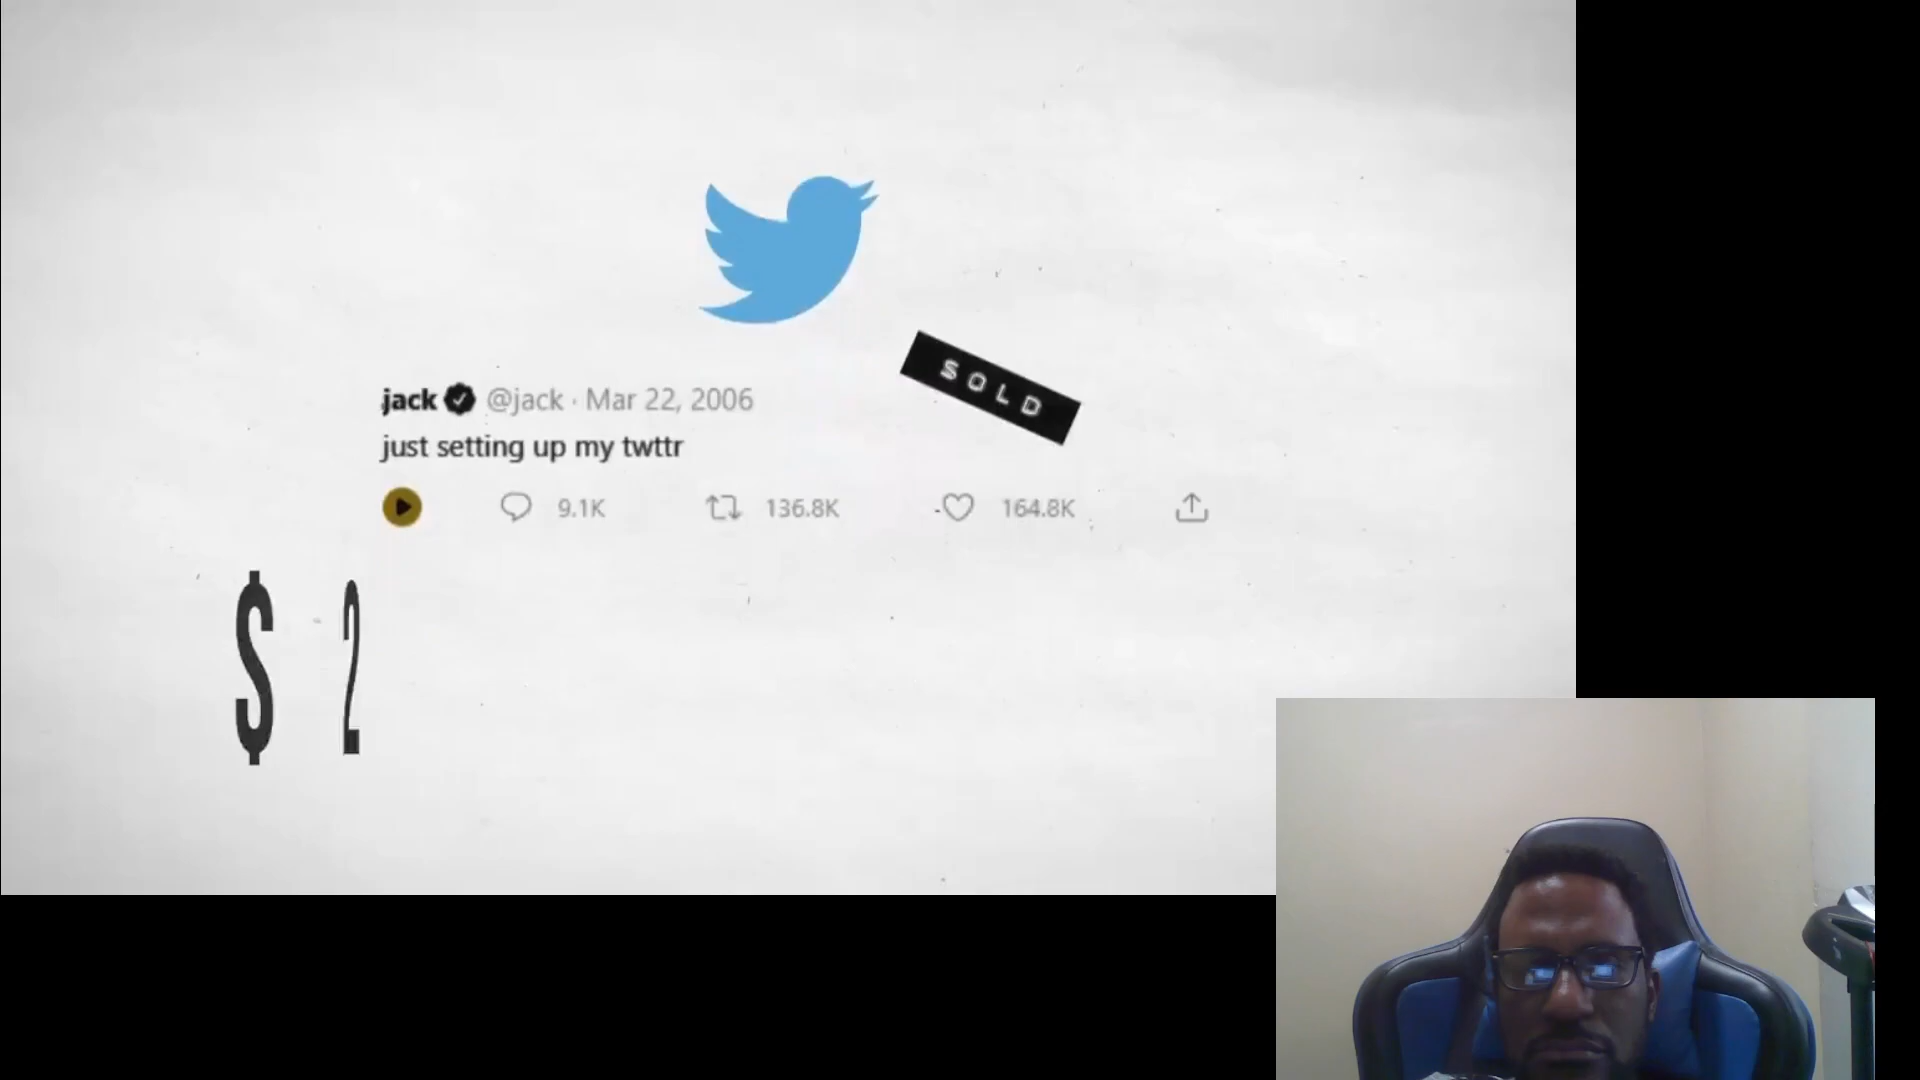 SOLD
jack @jack · Mar 22, 2006
just setting up my twttr
9.1K 136.8K 164.8K
$ 2